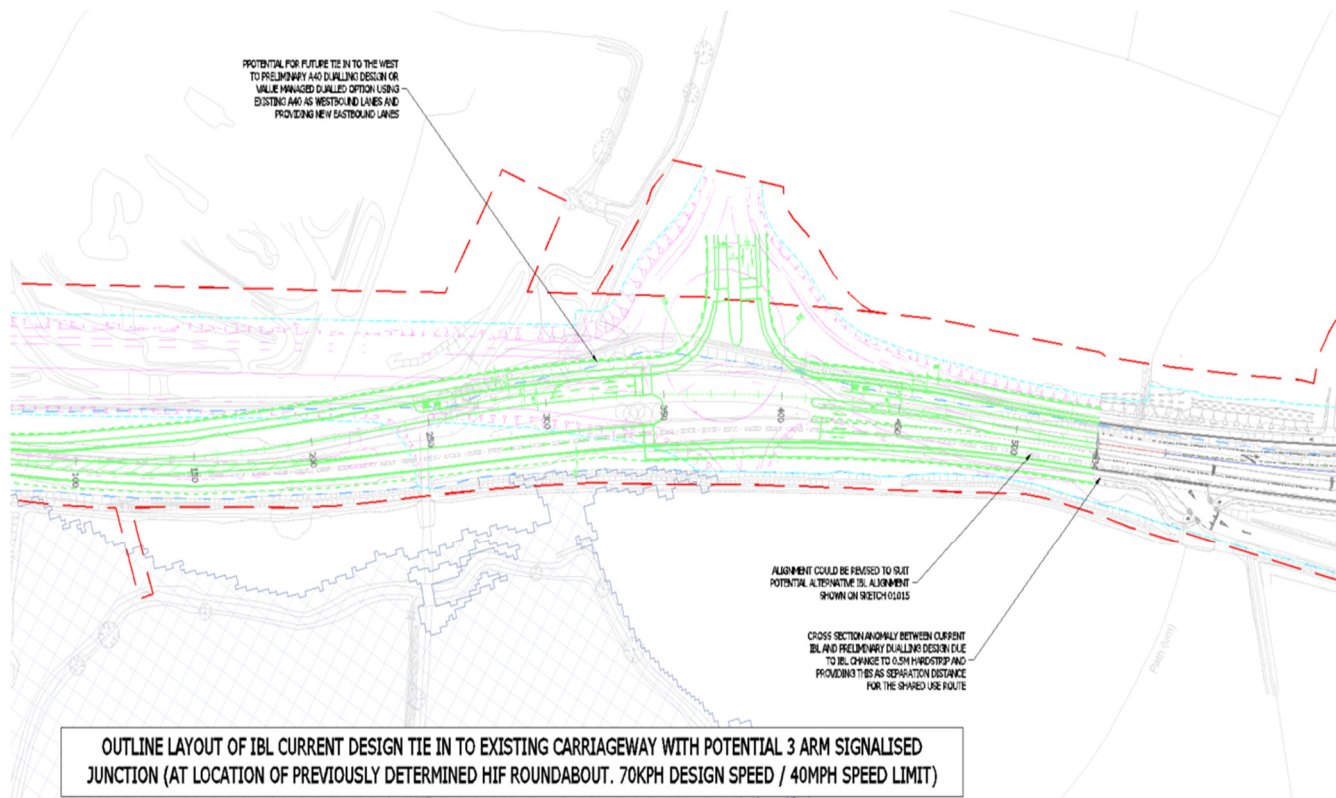 PPOTENTIAL FOR FUTURE TIE IN TO THE WEST
TO PRELIMINARY A40 DUALLING DESIGN OR
VALUE MANAGED DUALLED OPTION USING
EXISTING A40 AS WESTBOUND LANES AND
PROVIDING NEW EASTBOUND LANES
100
150
200
250
300
350
400
450
500
ALIGNMENT COULD BE REVISED TO SUIT
POTENTIAL ALTERNATIVE IBL ALIGNMENT
SHOWN ON SKETCH 01015
CROSS SECTION ANOMALY BETWEEN CURRENT
IBL AND PRELIMINARY DUALLING DESIGN DUE
TO IBL CHANGE TO 0.5M HARDSTRIP AND
PROVIDING THIS AS SEPARATION DISTANCE
FOR THE SHARED USE ROUTE
Path (um)
OUTLINE LAYOUT OF IBL CURRENT DESIGN TIE IN TO EXISTING CARRIAGEWAY WITH POTENTIAL 3 ARM SIGNALISED
JUNCTION (AT LOCATION OF PREVIOUSLY DETERMINED HIF ROUNDABOUT. 70KPH DESIGN SPEED / 40MPH SPEED LIMIT)